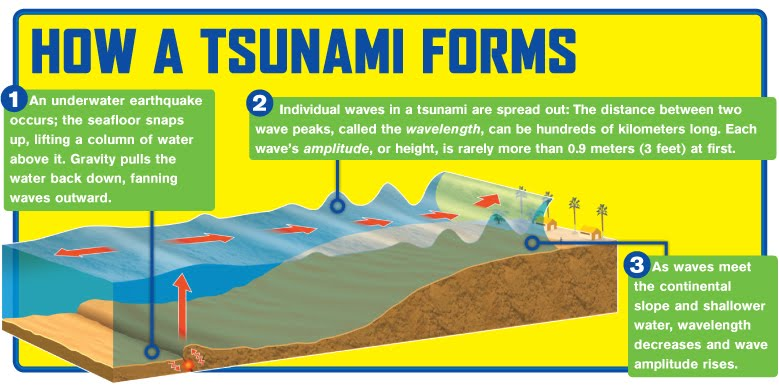 HOW A TSUNAMI FORMS
1
An underwater earthquake
occurs; the seafloor snaps
up, lifting a column of water
above it. Gravity pulls the
water back down, fanning
waves outward.
2
Individual waves in a tsunami are spread out: The distance between two
wave peaks, called the wavelength, can be hundreds of kilometers long. Each
wave's amplitude, or height, is rarely more than 0.9 meters (3 feet) at first.
3
As waves meet
the continental
slope and shallower
water, wavelength
decreases and wave
amplitude rises.